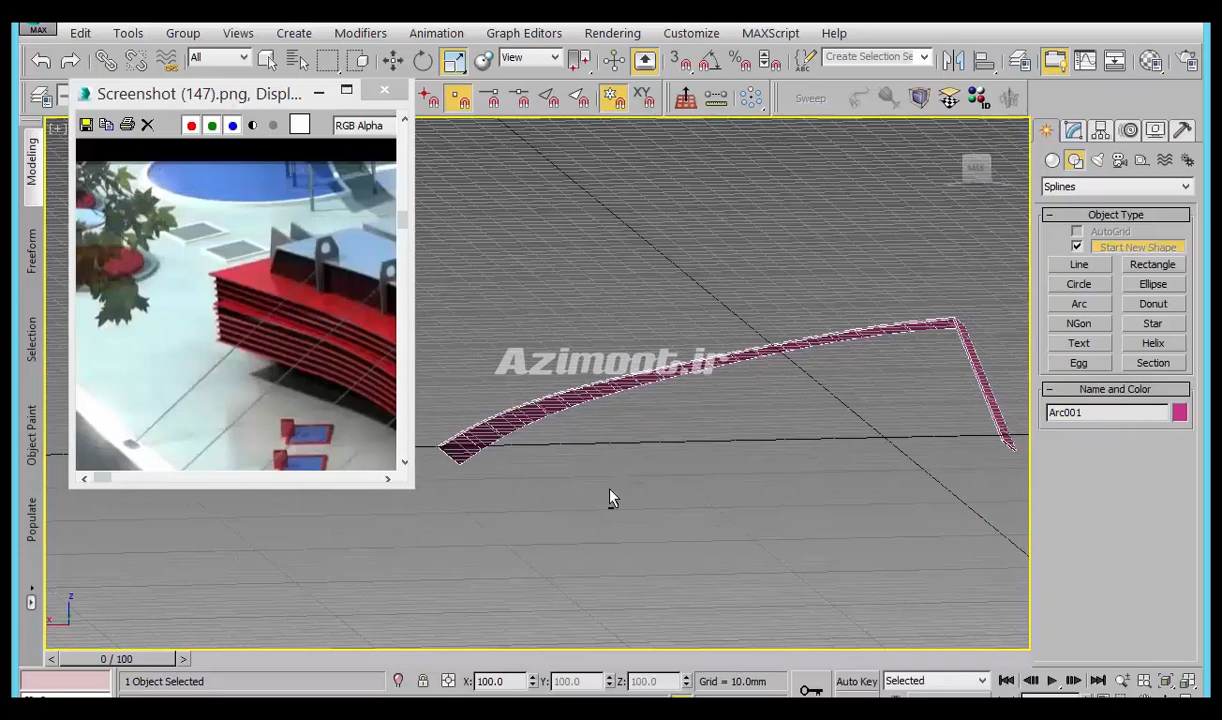 MAX
Edit Tools Group Views Create Modifiers Animation Graph Editors Rendering Customize MAXScript Help
All View 3 Create Selection Se
Screenshot (147).png, Displ...
XY Sweep
RGB Alpha
[+]
Modeling
Freeform
Selection
Object Paint
Populate
Splines
Object Type
AutoGrid
Start New Shape
Line Rectangle
Circle Ellipse
Arc Donut
NGon Star
Text Helix
Egg Section
Name and Color
Arc001
Azimoot.ir
z
x
0 / 100
1 Object Selected X: 100.0 Y: 100.0 Z: 100.0 Grid = 10.0mm Auto Key Selected